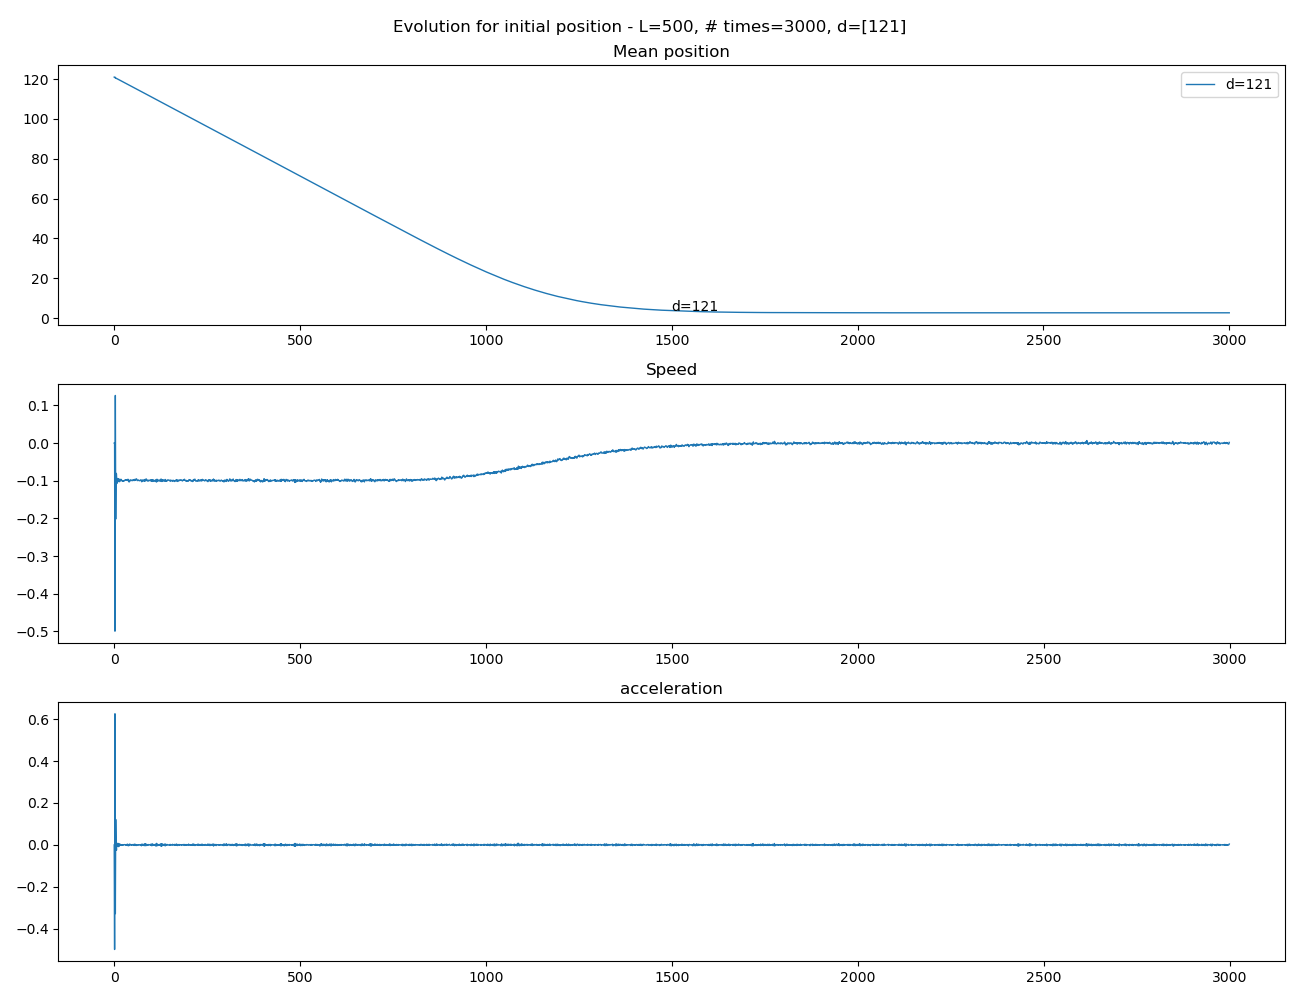 Evolution for initial position - L=500, # times=3000, d=[121]
Mean position
120
100
80
60
40
20
0
d=121
d=121
0 500 1000 1500 2000 2500 3000
Speed
0.1
0.0
−0.1
−0.2
−0.3
−0.4
−0.5
0 500 1000 1500 2000 2500 3000
acceleration
0.6
0.4
0.2
0.0
−0.2
−0.4
0 500 1000 1500 2000 2500 3000